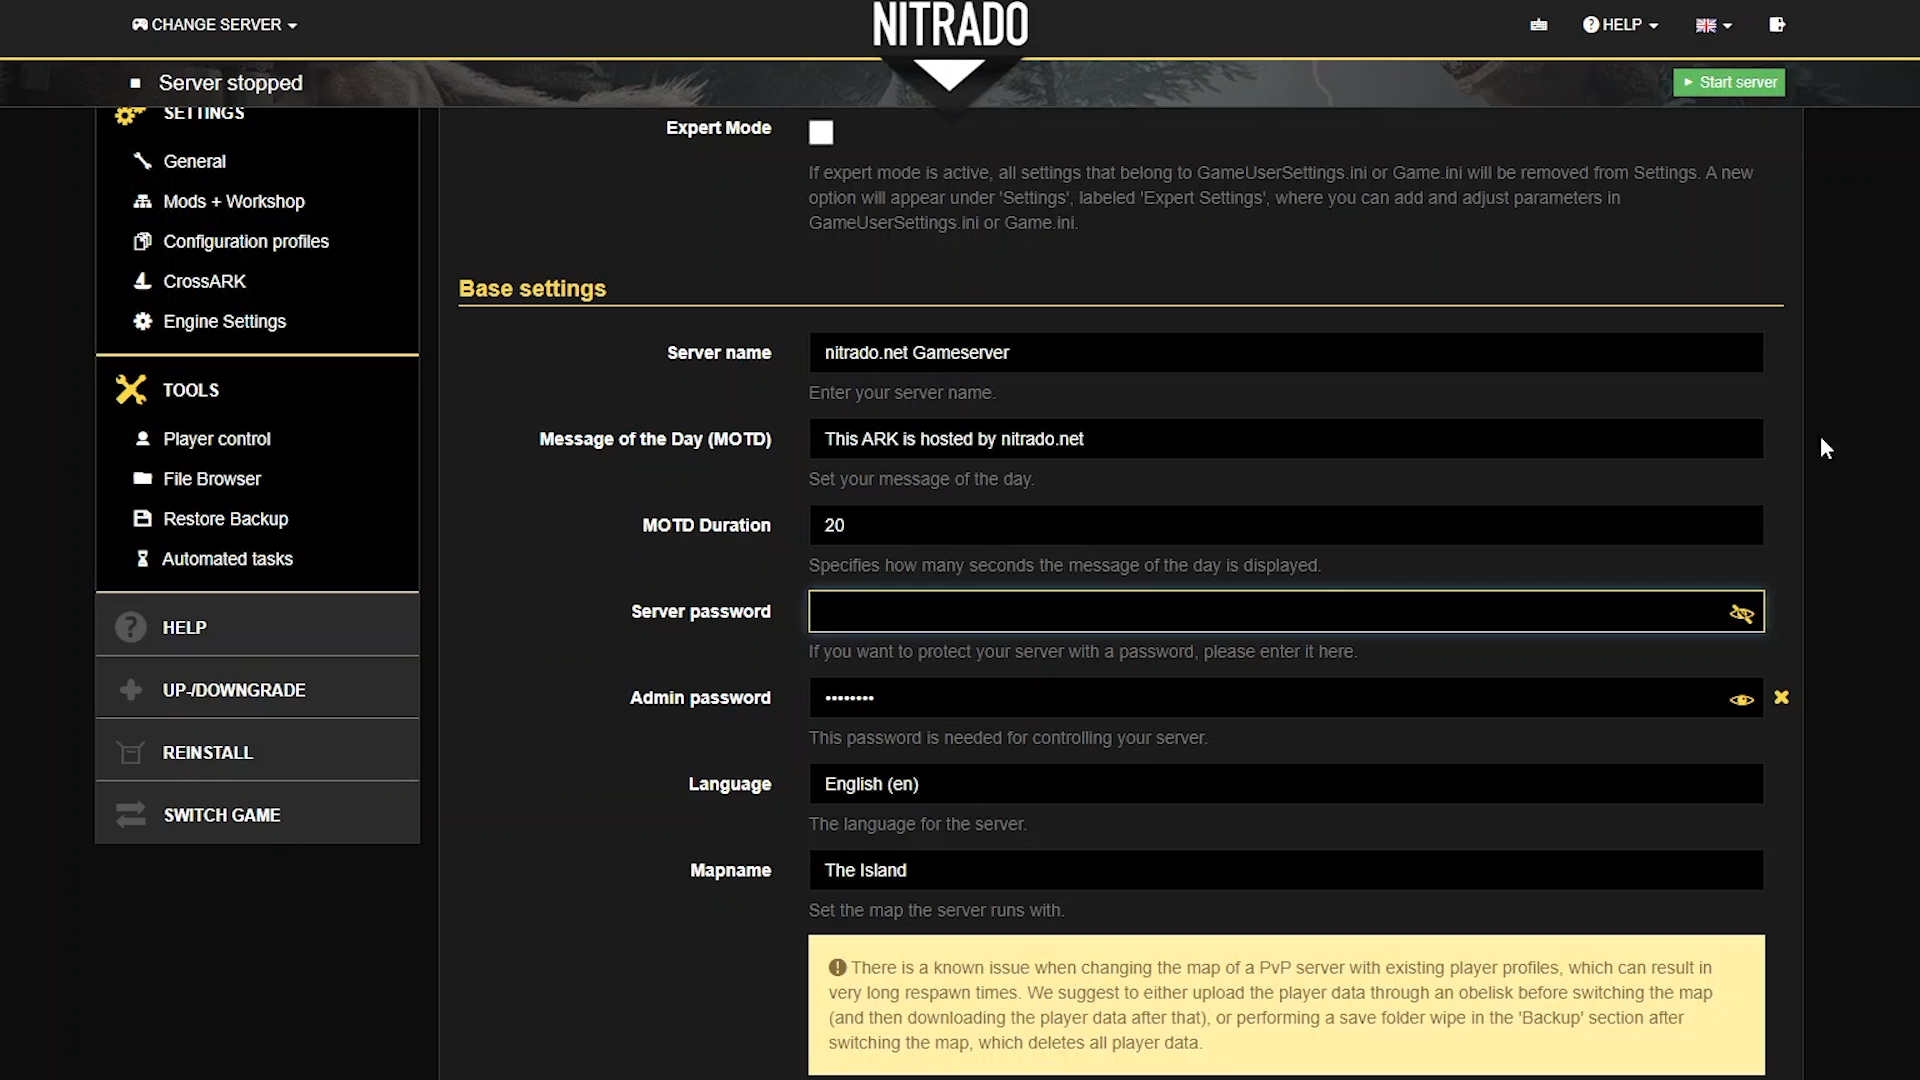 CHANGE SERVER
NITRADO
HELP
Server stopped
Start server
SETTINGS
General
Mods + Workshop
Configuration profiles
CrossARK
Engine Settings
TOOLS
Player control
File Browser
Restore Backup
Automated tasks
HELP
UP-/DOWNGRADE
REINSTALL
SWITCH GAME
Expert Mode
If expert mode is active, all settings that belong to GameUserSettings.ini or Game.ini will be removed from Settings. A new
option will appear under 'Settings', labeled 'Expert Settings', where you can add and adjust parameters in
GameUserSettings.ini or Game.ini.
Base settings
Server name
nitrado.net Gameserver
Enter your server name.
Message of the Day (MOTD)
This ARK is hosted by nitrado.net
Set your message of the day.
MOTD Duration
20
Specifies how many seconds the message of the day is displayed.
Server password
If you want to protect your server with a password, please enter it here.
Admin password
••••••••
This password is needed for controlling your server.
Language
English (en)
The language for the server.
Mapname
The Island
Set the map the server runs with.
There is a known issue when changing the map of a PvP server with existing player profiles, which can result in
very long respawn times. We suggest to either upload the player data through an obelisk before switching the map
(and then downloading the player data after that), or performing a save folder wipe in the 'Backup' section after
switching the map, which deletes all player data.